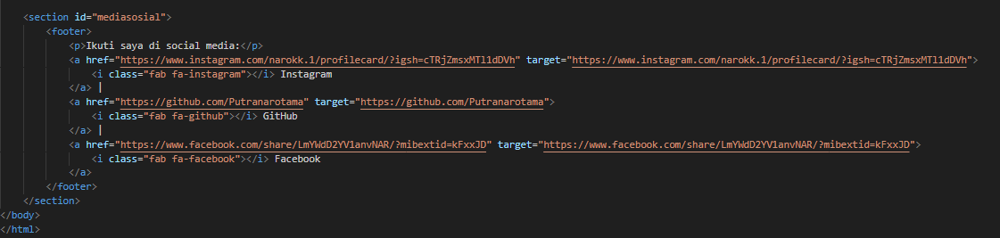 <section id="mediasosial">
<footer>
<p>Ikuti saya di social media:</p>
<a href="https://www.instagram.com/narokk.1/profilecard/?igsh=cTRjZmsxMTl1dDVh" target="https://www.instagram.com/narokk.1/profilecard/?igsh=cTRjZmsxMTl1dDVh">
<i class="fab fa-instagram"></i> Instagram
</a> |
<a href="https://github.com/Putranarotama" target="https://github.com/Putranarotama">
<i class="fab fa-github"></i> GitHub
</a> |
<a href="https://www.facebook.com/share/LmYWdD2YV1anvNAR/?mibextid=kFxxJD" target="https://www.facebook.com/share/LmYWdD2YV1anvNAR/?mibextid=kFxxJD">
<i class="fab fa-facebook"></i> Facebook
</a>
</footer>
</section>
</body>
</html>